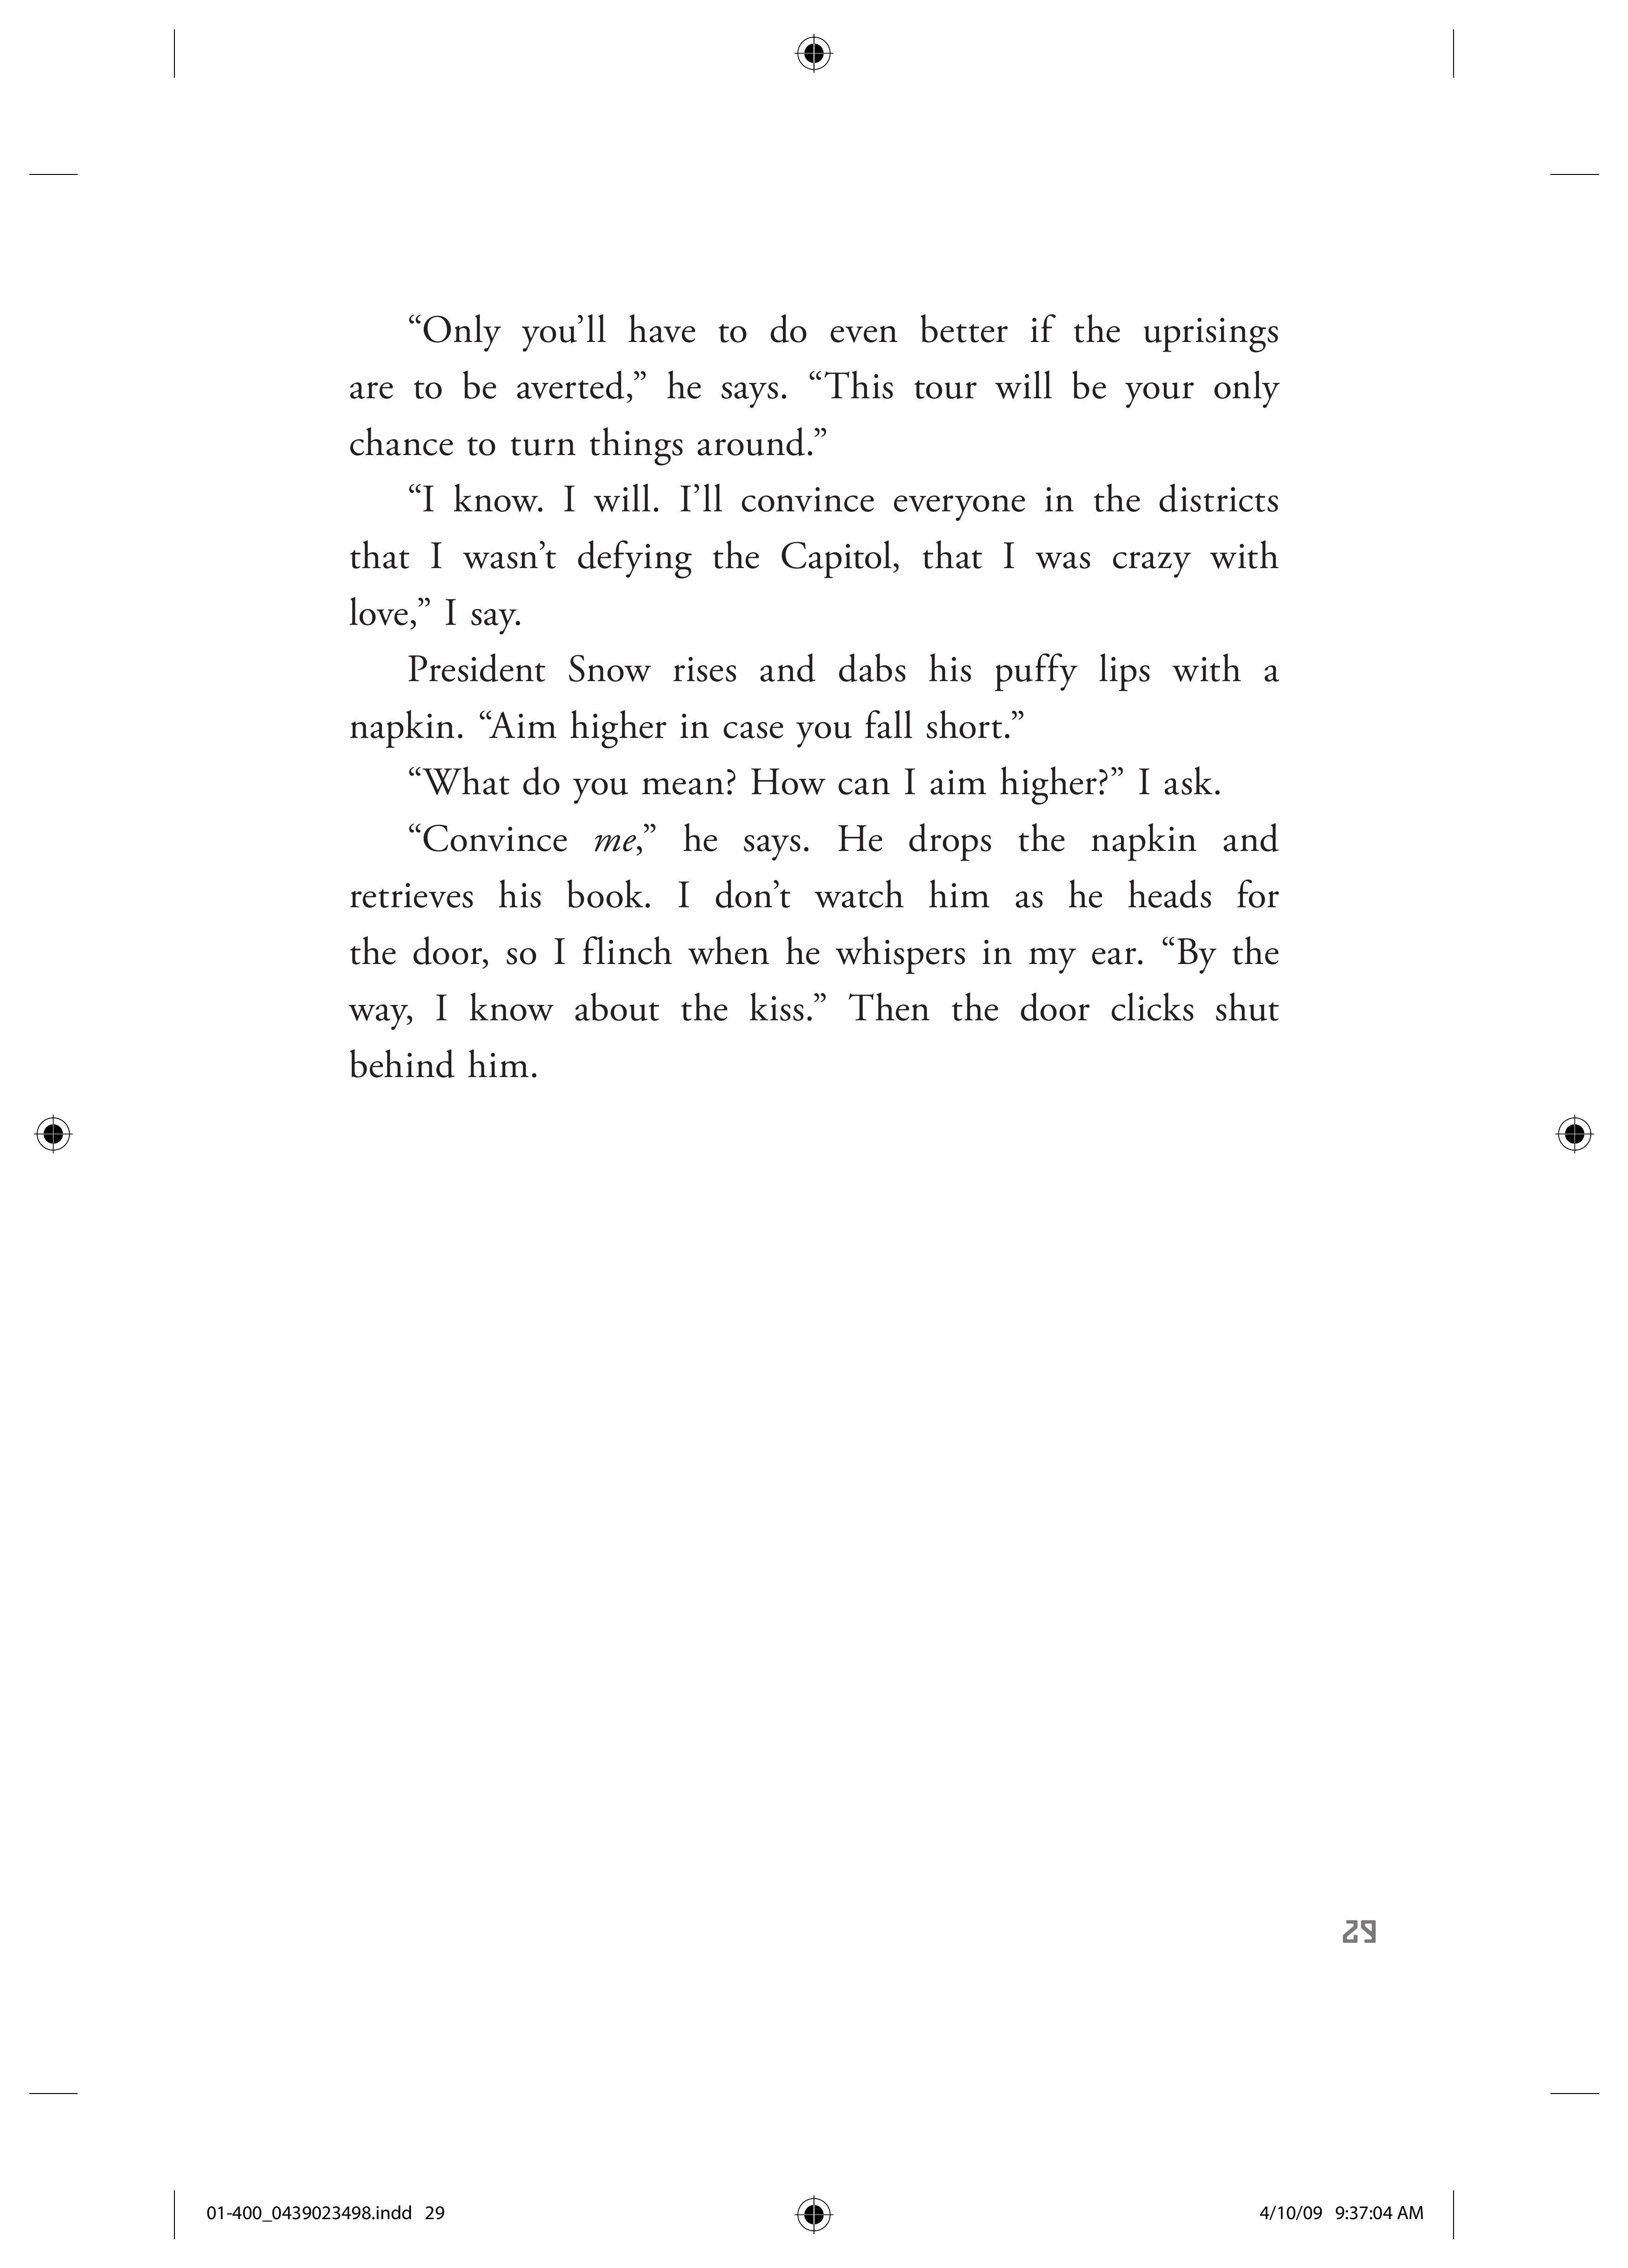 “Only you’ll have to do even better if the uprisings
are to be averted,” he says. “This tour will be your only
chance to turn things around.”
“I know. I will. I’ll convince everyone in the districts
that I wasn’t defying the Capitol, that I was crazy with
love,” I say.
President Snow rises and dabs his puffy lips with a
napkin. “Aim higher in case you fall short.”
“What do you mean? How can I aim higher?” I ask.
“Convince me,” he says. He drops the napkin and
retrieves his book. I don’t watch him as he heads for
the door, so I flinch when he whispers in my ear. “By the
way, I know about the kiss.” Then the door clicks shut
behind him.
29
01-400_0439023498.indd 29
4/10/09 9:37:04 AM